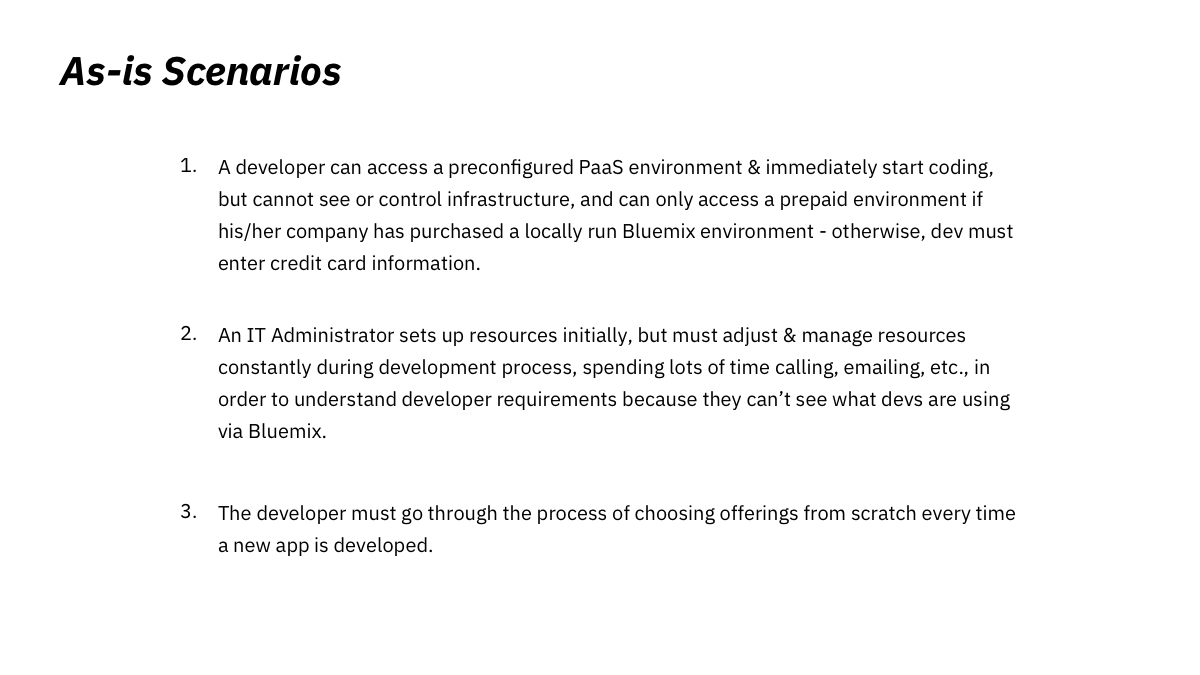 As-is Scenarios
1. A developer can access a preconfigured PaaS environment & immediately start coding,
but cannot see or control infrastructure, and can only access a prepaid environment if
his/her company has purchased a locally run Bluemix environment - otherwise, dev must
enter credit card information.
2. An IT Administrator sets up resources initially, but must adjust & manage resources
constantly during development process, spending lots of time calling, emailing, etc., in
order to understand developer requirements because they can’t see what devs are using
via Bluemix.
3. The developer must go through the process of choosing offerings from scratch every time
a new app is developed.